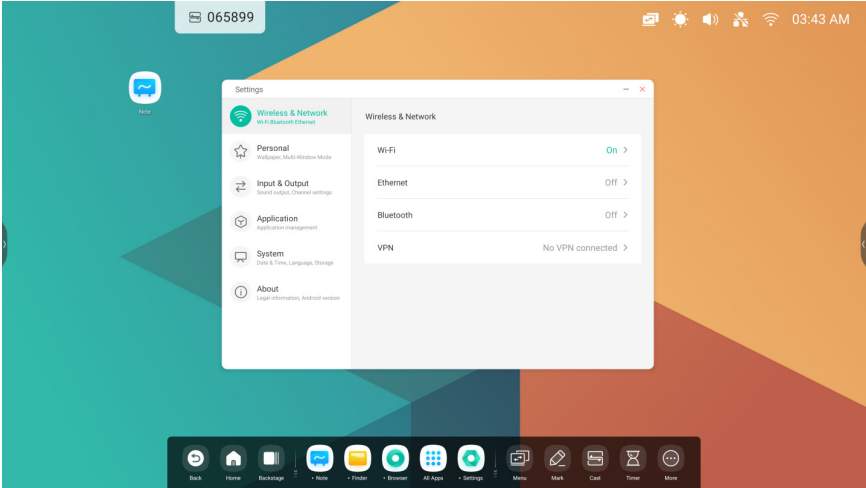 065899
03:43 AM
Note
Settings
Wireless & Network
Wi-Fi Bluetooth Ethernet
Personal
Wallpaper, Multi-Window Mode
Input & Output
Sound output, Channel settings
Application
Application management
System
Date & Time, Language, Storage
About
Legal information, Android version
Wireless & Network
Wi-Fi On
Ethernet Off
Bluetooth Off
VPN No VPN connected
Back Home Backstage • Note • Finder • Browser All Apps • Settings Menu Mark Cast Timer More